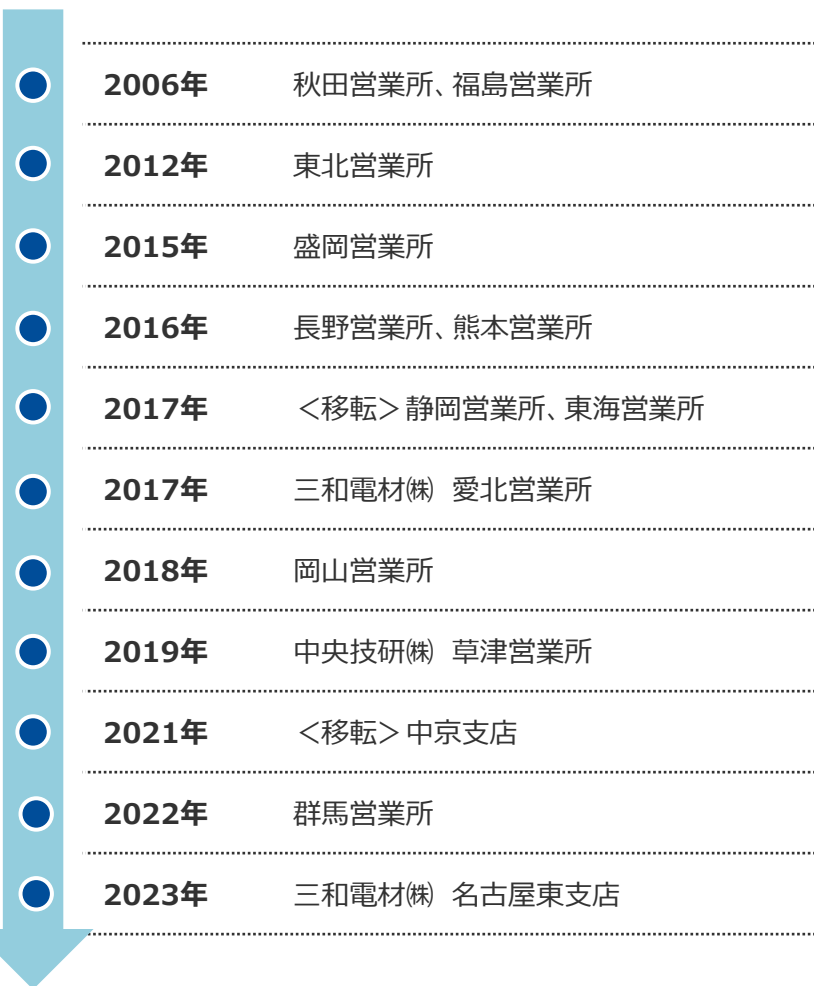 2006年 秋田営業所、福島営業所
2012年 東北営業所
2015年 盛岡営業所
2016年 長野営業所、熊本営業所
2017年 ＜移転＞静岡営業所、東海営業所
2017年 三和電材㈱ 愛北営業所
2018年 岡山営業所
2019年 中央技研㈱ 草津営業所
2021年 ＜移転＞中京支店
2022年 群馬営業所
2023年 三和電材㈱ 名古屋東支店